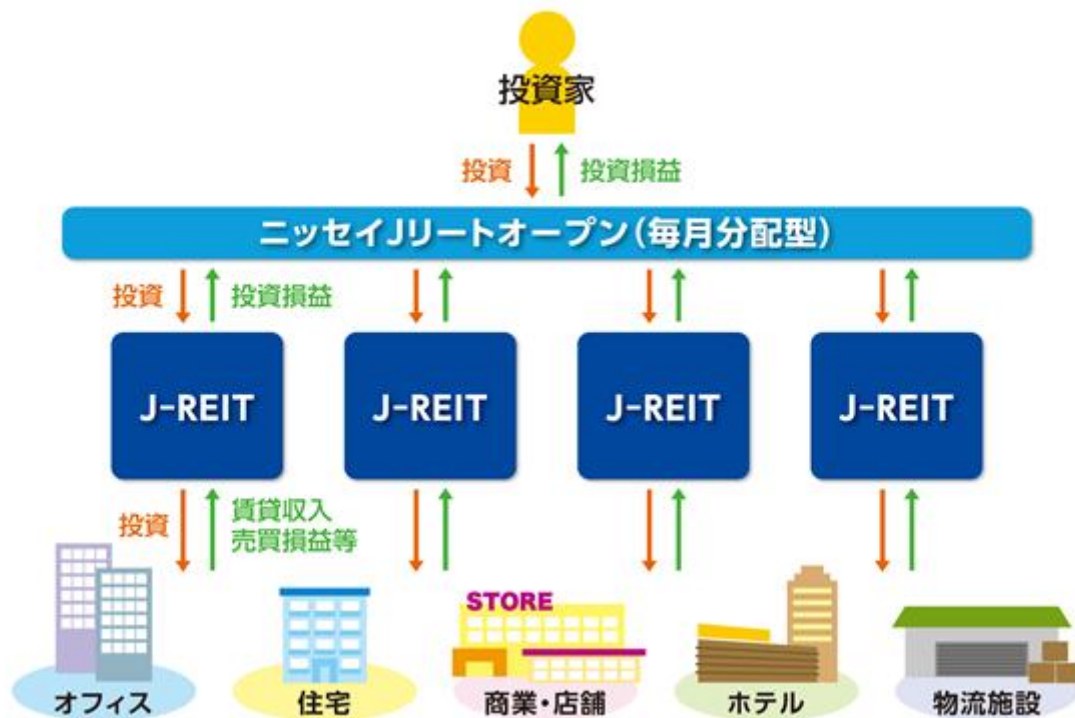 投資家
投資
投資損益
ニッセイJリートオープン(毎月分配型)
投資
投資損益
J-REIT
J-REIT
J-REIT
J-REIT
投資
賃貸収入
売買損益等
STORE
オフィス
住宅
商業・店舗
ホテル
物流施設